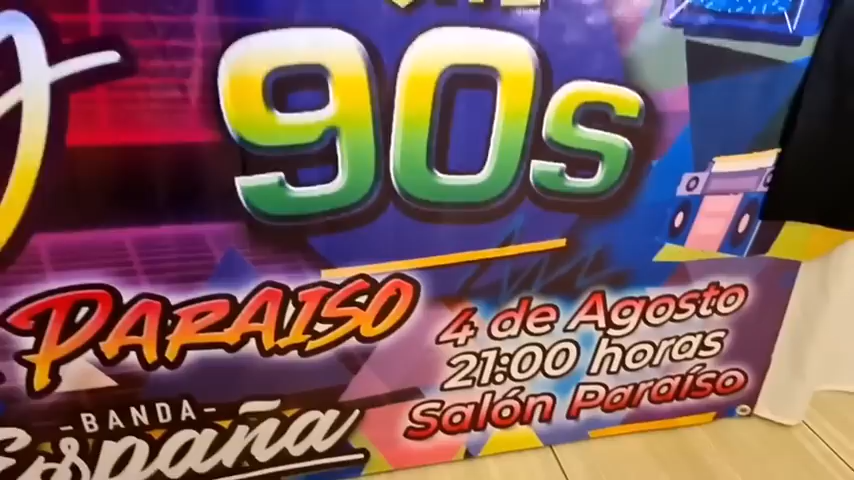 90s
PARAISO
4 de Agosto
21:00 horas
Salón Paraíso
-BANDA-
España